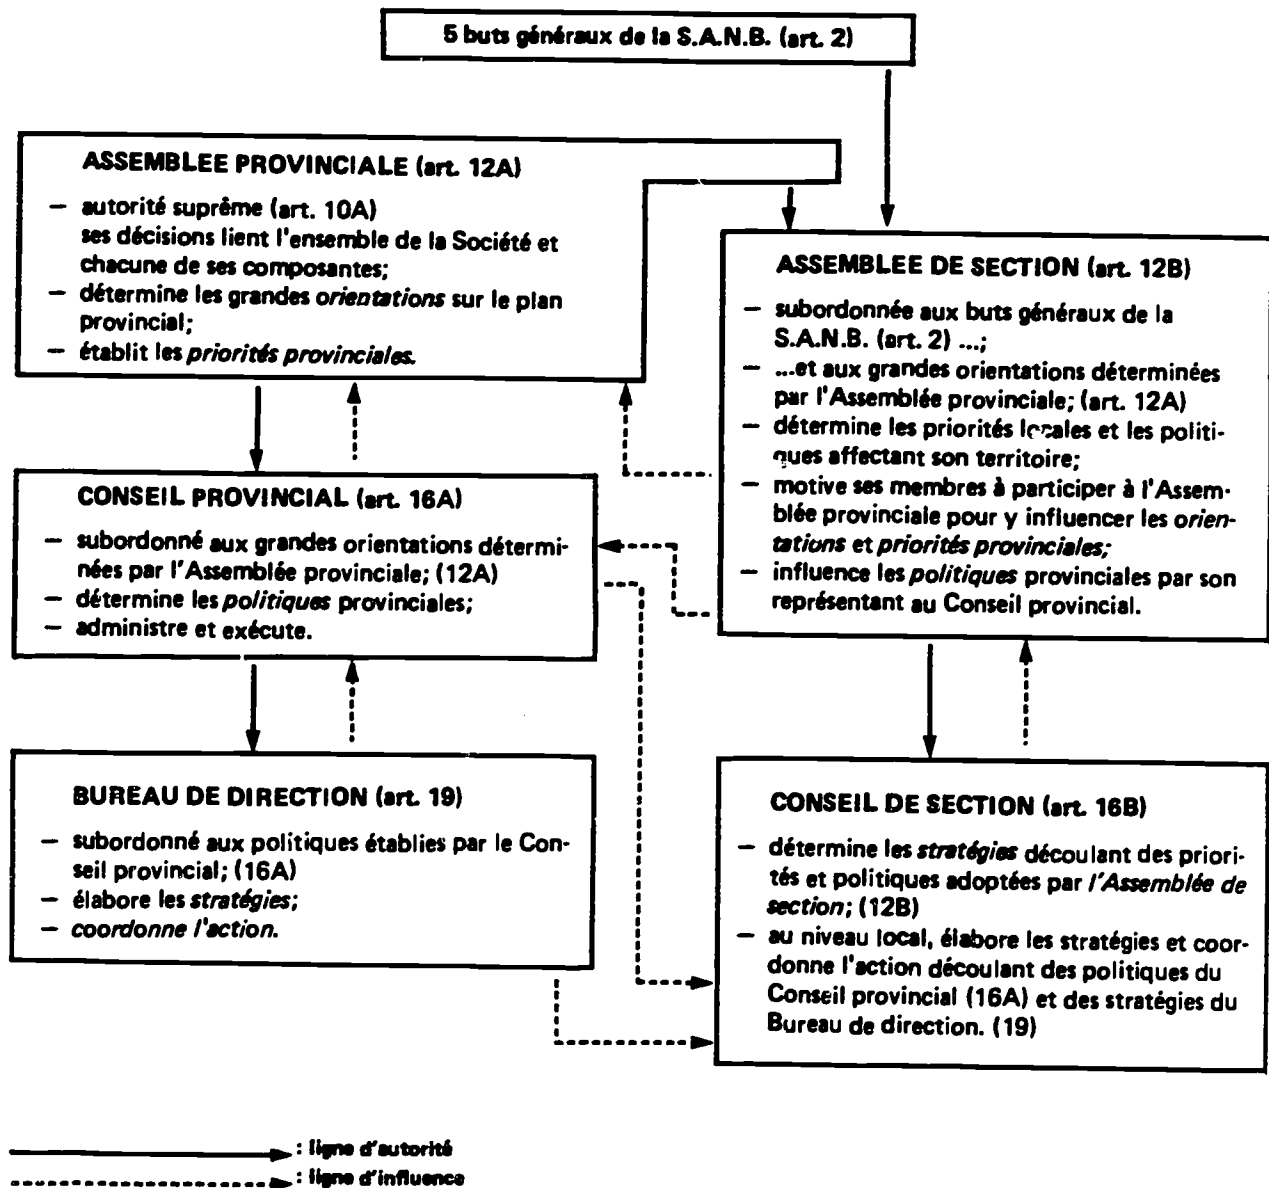 5 buts généraux de la S.A.N.B. (art. 2)
ASSEMBLEE PROVINCIALE (art. 12A)
— autorité suprême (art. 10A)
ses décisions lient l'ensemble de la Société et
chacune de ses composantes;
— détermine les grandes orientations sur le plan
provincial;
— établit les priorités provinciales.
ASSEMBLEE DE SECTION (art. 12B)
— subordonnée aux buts généraux de la
S.A.N.B. (art. 2) ...;
— ...et aux grandes orientations déterminées
par l'Assemblée provinciale; (art. 12A)
— détermine les priorités locales et les politi-
ques affectant son territoire;
— motive ses membres à participer à l'Assem-
blée provinciale pour y influencer les orien-
tations et priorités provinciales;
— influence les politiques provinciales par son
représentant au Conseil provincial.
CONSEIL PROVINCIAL (art. 16A)
— subordonné aux grandes orientations détermi-
nées par l'Assemblée provinciale; (12A)
— détermine les politiques provinciales;
— administre et exécute.
BUREAU DE DIRECTION (art. 19)
— subordonné aux politiques établies par le Con-
seil provincial; (16A)
— élabore les stratégies;
— coordonne l'action.
CONSEIL DE SECTION (art. 16B)
— détermine les stratégies découlant des priori-
tés et politiques adoptées par l'Assemblée de
section; (12B)
— au niveau local, élabore les stratégies et coor-
donne l'action découlant des politiques du
Conseil provincial (16A) et des stratégies du
Bureau de direction. (19)
: ligne d'autorité
: ligne d'influence